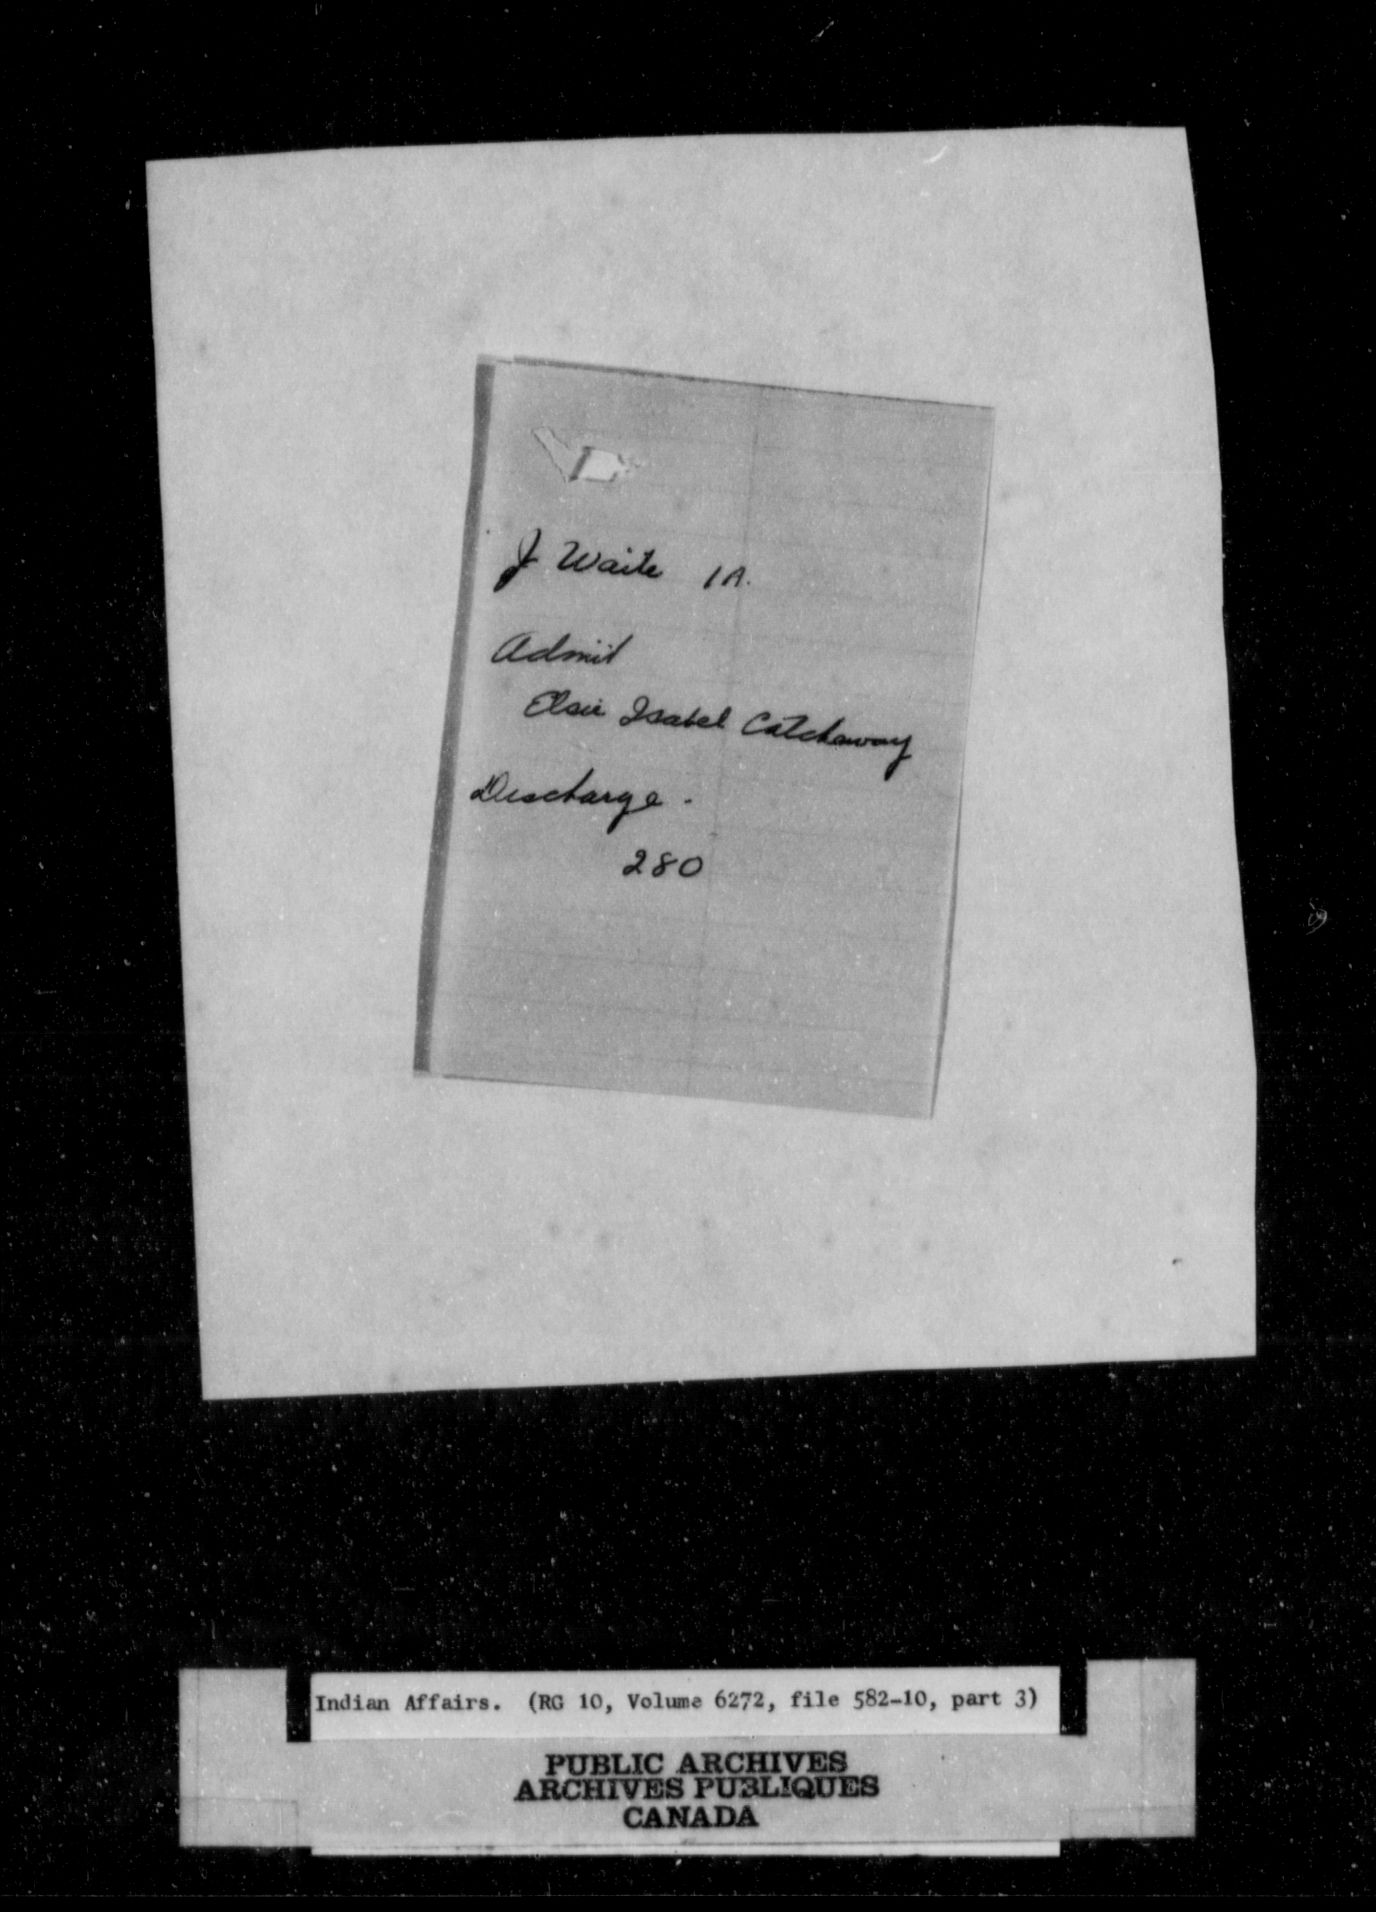 J Waite IA.
Admit
Elsie Isabel Catchaway
Discharge.
280
Indian Affairs. (RG 10, Volume 6272, file 582-10, part 3)
PUBLIC ARCHIVES
ARCHIVES PUBLIQUES
CANADA